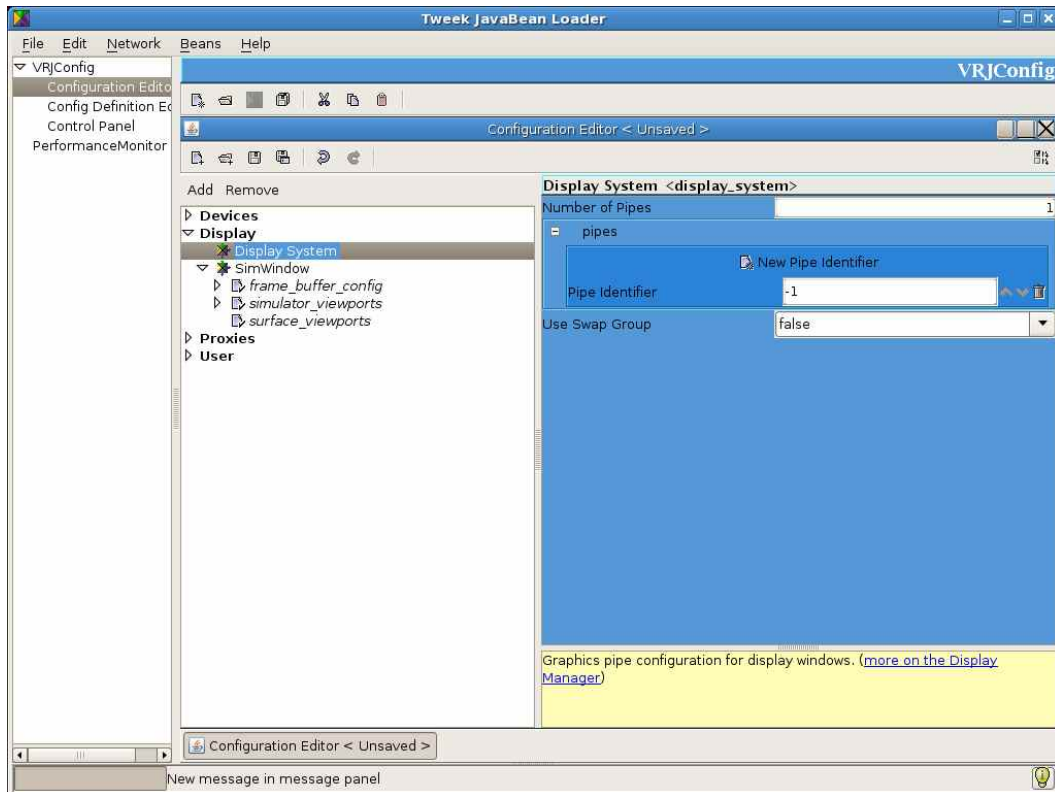 Tweek JavaBean Loader
File Edit Network Beans Help
VRJConfig
Configuration Edito
Config Definition Ed
Control Panel
PerformanceMonitor
VRJConfig
Configuration Editor < Unsaved >
Add Remove
Devices
Display
Display System
SimWindow
frame_buffer_config
simulator_viewports
surface_viewports
Proxies
User
Display System <display_system>
Number of Pipes 1
pipes
New Pipe Identifier
Pipe Identifier -1
Use Swap Group false
Graphics pipe configuration for display windows. (more on the Display
Manager)
Configuration Editor < Unsaved >
New message in message panel